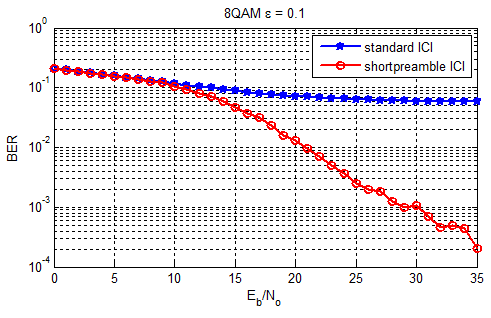 8QAM ε = 0.1
10^0
10^-1
10^-2
10^-3
10^-4
BER
standard ICI
shortpreamble ICI
0 5 10 15 20 25 30 35
E_b/N_o